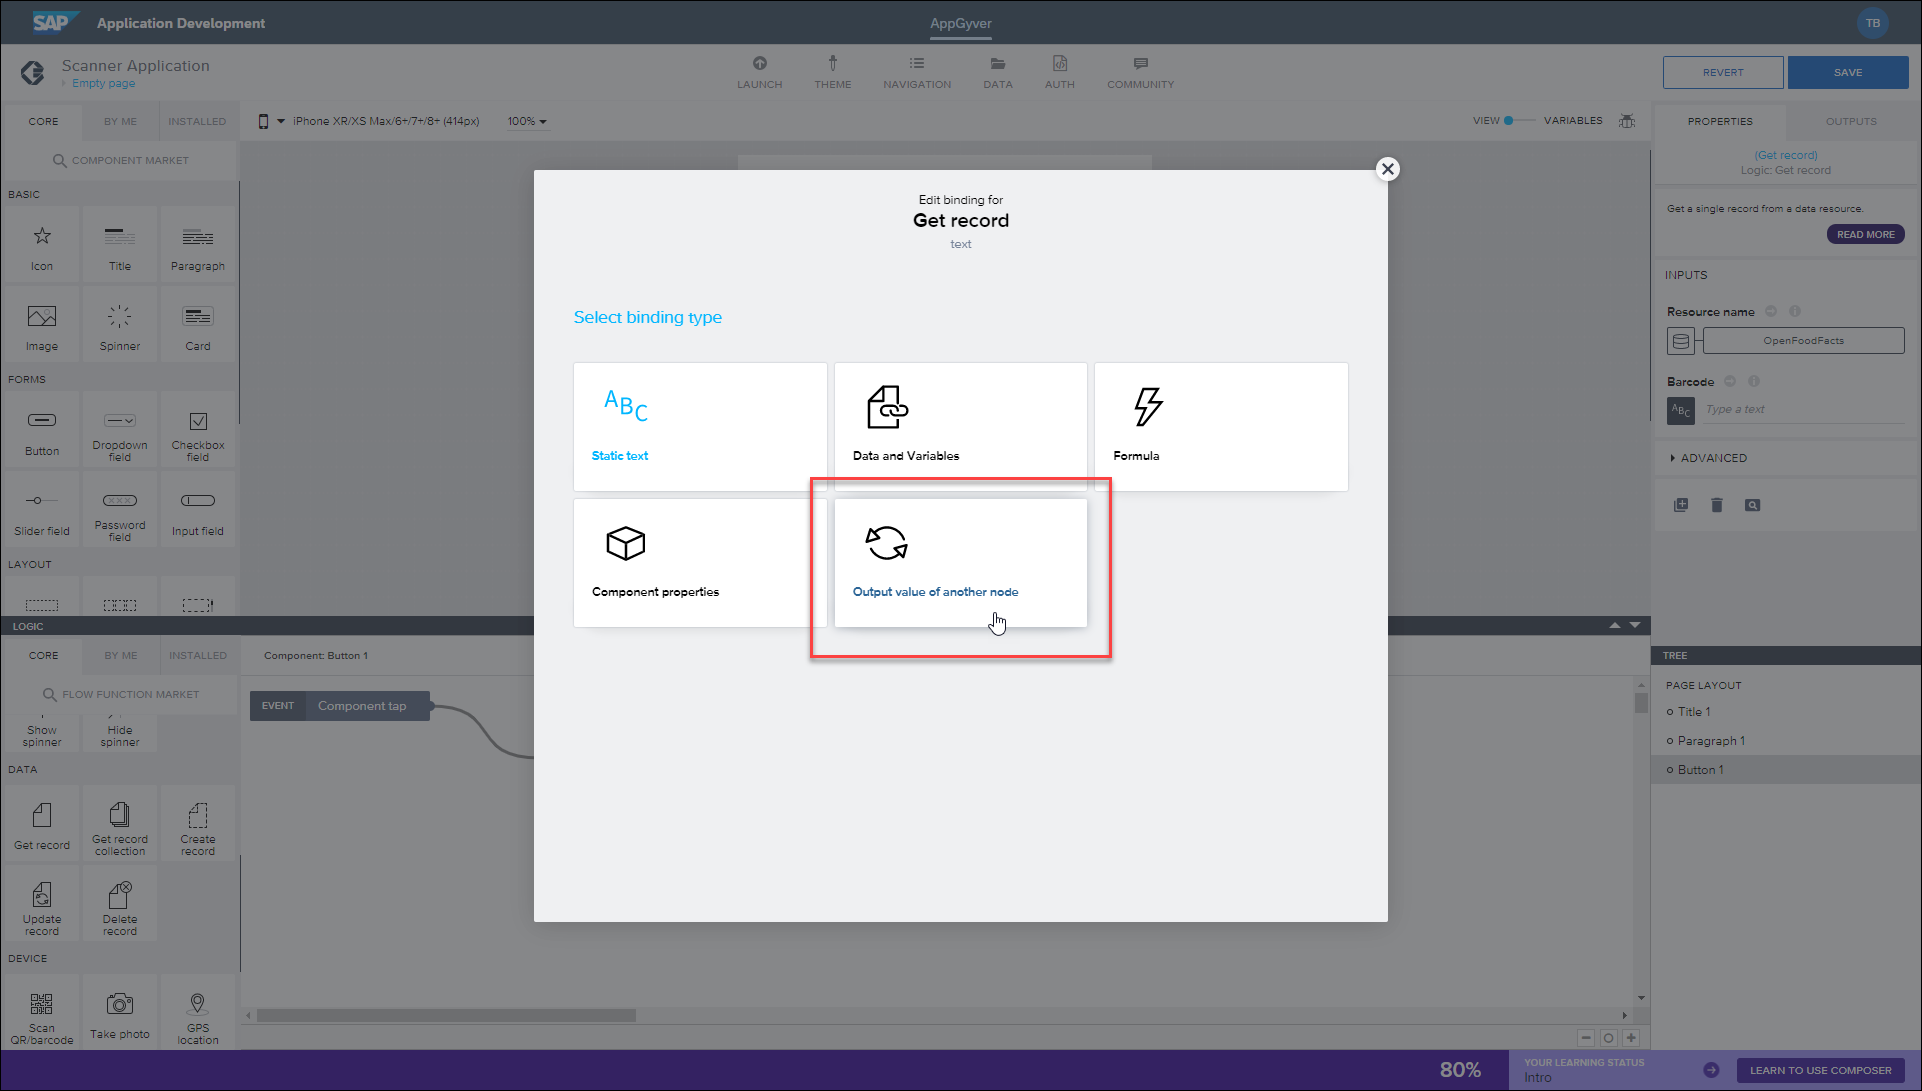 SAP Application Development
AppGyver
TB
Scanner Application
Empty page
LAUNCH
THEME
NAVIGATION
DATA
AUTH
COMMUNITY
REVERT
SAVE
CORE
BY ME
INSTALLED
iPhone XR/XS Max/6+/7+/8+ (414px)
100%
VIEW
VARIABLES
PROPERTIES
OUTPUTS
COMPONENT MARKET
BASIC
Icon
Title
Paragraph
Image
Spinner
Card
FORMS
Button
Dropdown
field
Checkbox
field
Slider field
Password
field
Input field
LAYOUT
Edit binding for
Get record
text
Select binding type
ABC
Static text
Data and Variables
Formula
Component properties
Output value of another node
(Get record)
Logic: Get record
Get a single record from a data resource.
READ MORE
INPUTS
Resource name
OpenFoodFacts
Barcode
ABC
Type a text
ADVANCED
LOGIC
CORE
BY ME
INSTALLED
Component: Button 1
FLOW FUNCTION MARKET
EVENT
Component tap
Show
spinner
Hide
spinner
DATA
Get record
Get record
collection
Create
record
Update
record
Delete
record
DEVICE
Scan
QR/barcode
Take photo
GPS
location
TREE
PAGE LAYOUT
Title 1
Paragraph 1
Button 1
80%
YOUR LEARNING STATUS
Intro
LEARN TO USE COMPOSER